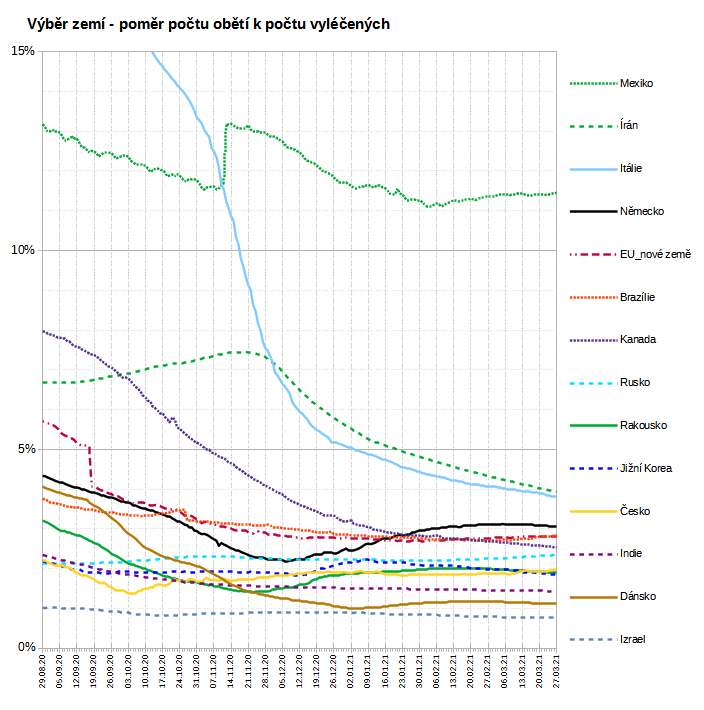 Výběr zemí - poměr počtu obětí k počtu vyléčených
15%
10%
5%
0%
Mexiko
Írán
Itálie
Německo
EU_nové země
Brazílie
Kanada
Rusko
Rakousko
Jižní Korea
Česko
Indie
Dánsko
Izrael
29.08.20
05.09.20
12.09.20
19.09.20
26.09.20
03.10.20
10.10.20
17.10.20
24.10.20
31.10.20
07.11.20
14.11.20
21.11.20
28.11.20
05.12.20
12.12.20
19.12.20
26.12.20
02.01.21
09.01.21
16.01.21
23.01.21
30.01.21
06.02.21
13.02.21
20.02.21
27.02.21
06.03.21
13.03.21
20.03.21
27.03.21